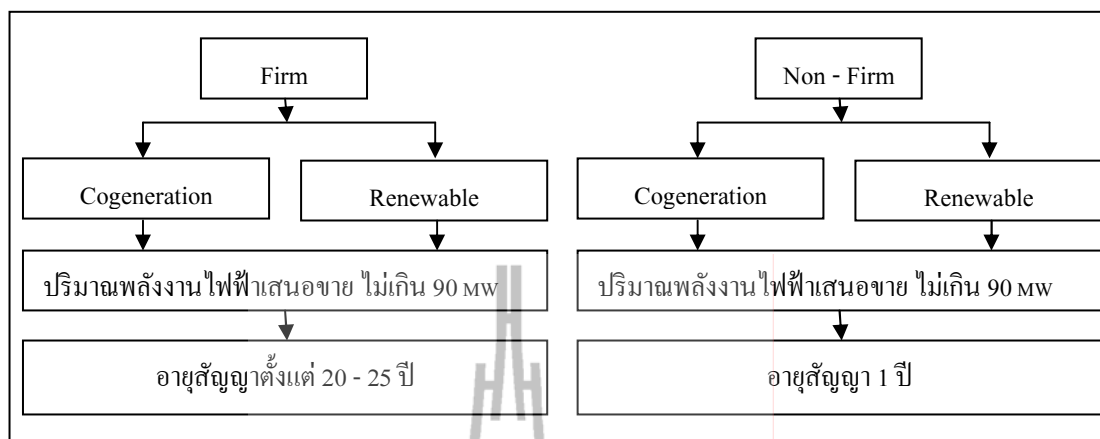 Firm
Non - Firm
Cogeneration
Renewable
Cogeneration
Renewable
ปริมาณพลังงานไฟฟ้าเสนอขาย ไม่เกิน 90 MW
ปริมาณพลังงานไฟฟ้าเสนอขาย ไม่เกิน 90 MW
อายุสัญญาตั้งแต่ 20 - 25 ปี
อายุสัญญา 1 ปี